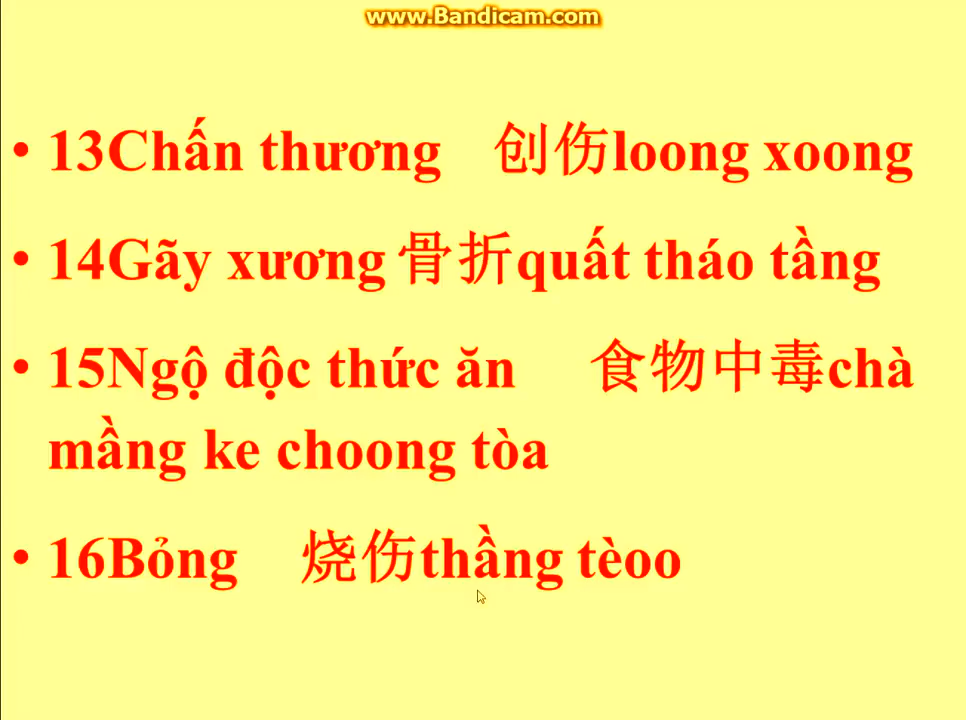 www.Bandicam.com
• 13Chấn thương 创伤loong xoong
• 14Gãy xương 骨折quất tháo tầng
• 15Ngộ độc thức ăn 食物中毒chà
mầng ke choong tòa
• 16Bỏng 烧伤thầng tèoo